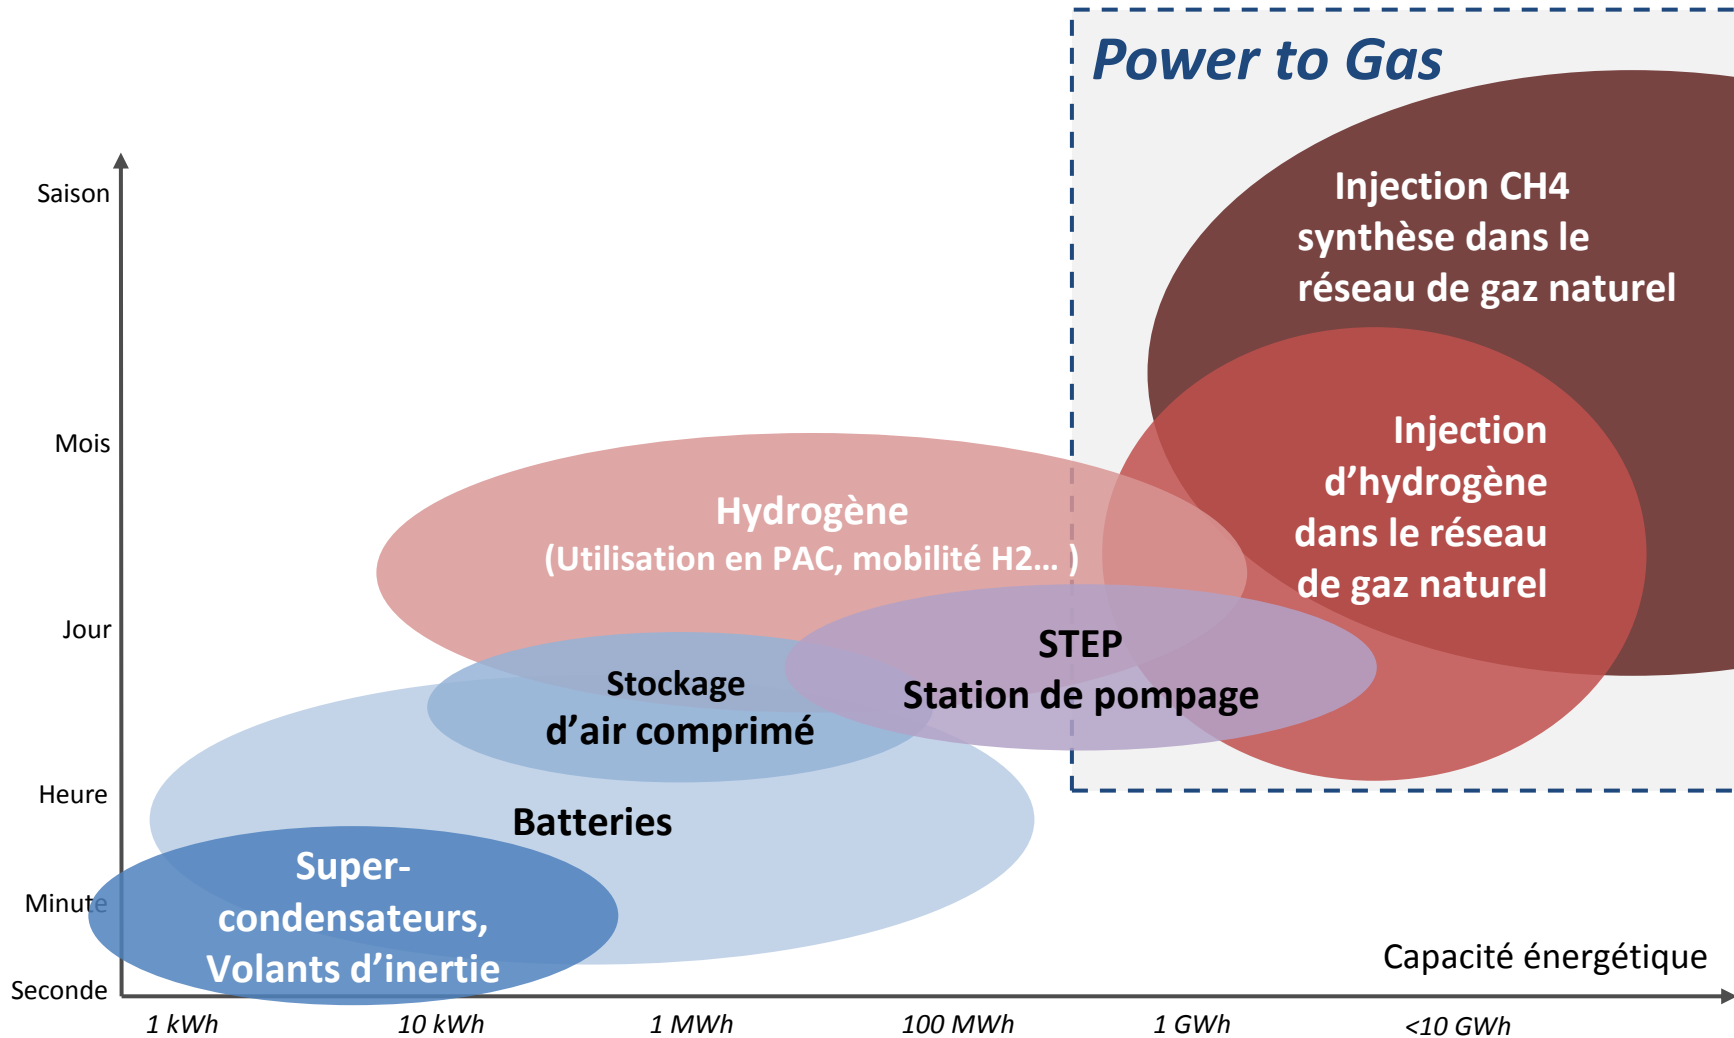 Power to Gas
Saison
Injection CH4
synthèse dans le
réseau de gaz naturel
Mois
Injection
d’hydrogène
dans le réseau
de gaz naturel
Hydrogène
(Utilisation en PAC, mobilité H2… )
Jour
STEP
Station de pompage
Stockage
d’air comprimé
Heure
Batteries
Super-
condensateurs,
Volants d’inertie
Minute
Seconde
Capacité énergétique
1 kWh
10 kWh
1 MWh
100 MWh
1 GWh
<10 GWh